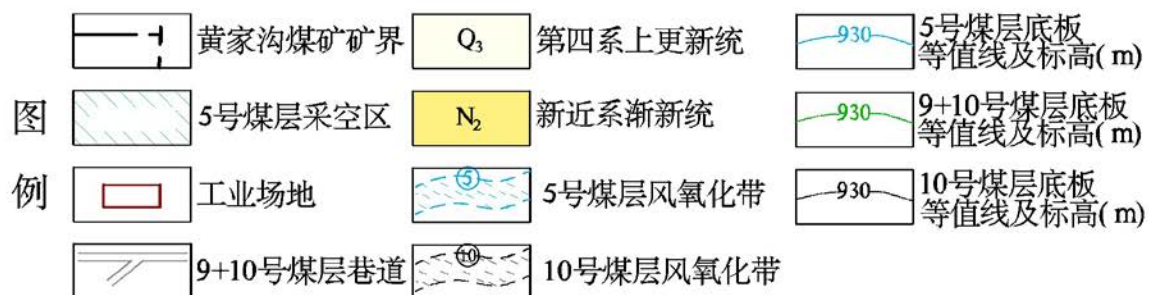 黄家沟煤矿矿界
Q₃
第四系上更新统
930
5号煤层底板
等值线及标高(m)
图
5号煤层采空区
N₂
新近系渐新统
930
9+10号煤层底板
等值线及标高(m)
例
工业场地
⑤
5号煤层风氧化带
930
10号煤层底板
等值线及标高(m)
9+10号煤层巷道
⑩
10号煤层风氧化带